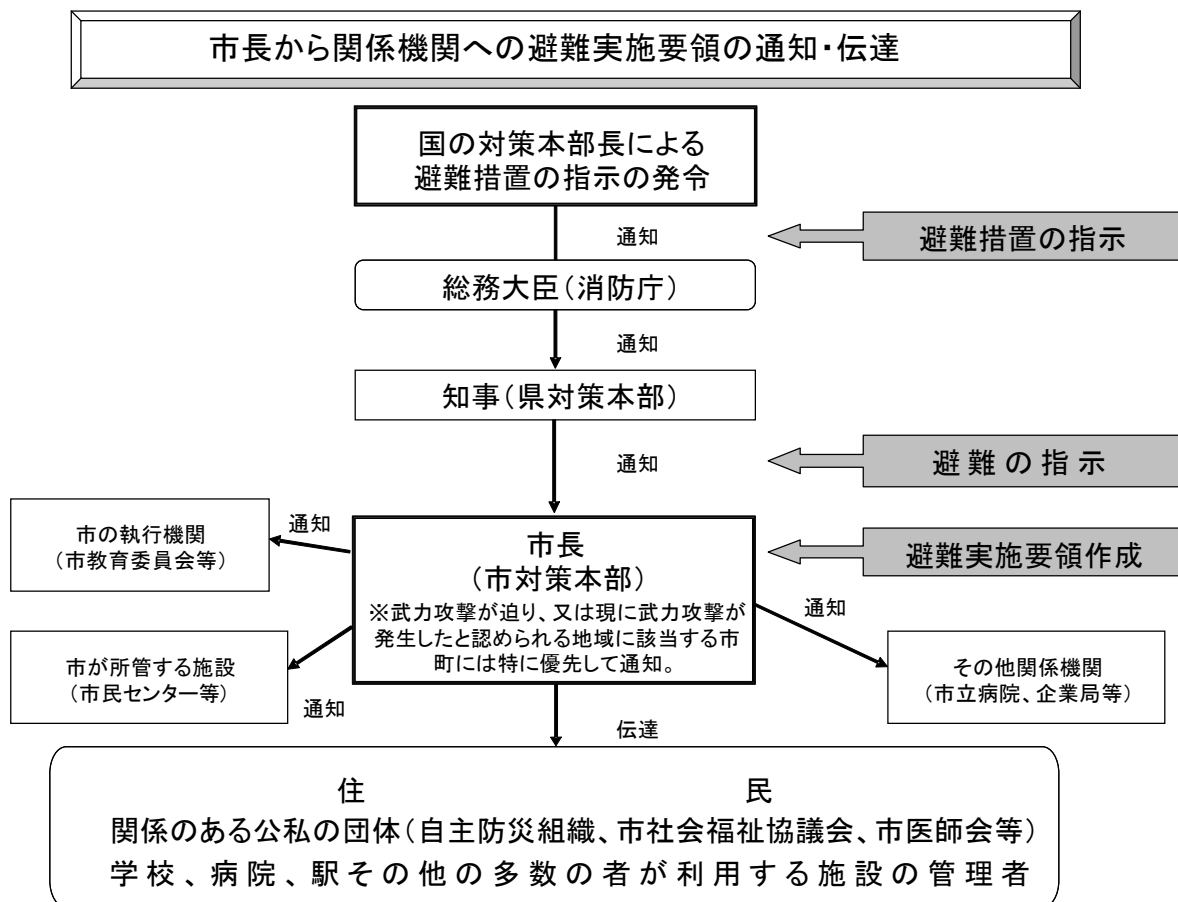 市長から関係機関への避難実施要領の通知・伝達
国の対策本部長による
避難措置の指示の発令
通知
避難措置の指示
総務大臣(消防庁)
通知
知事(県対策本部)
通知
避難の指示
市の執行機関
(市教育委員会等)
通知
市長
(市対策本部)
※武力攻撃が迫り、又は現に武力攻撃が
発生したと認められる地域に該当する市
町には特に優先して通知。
避難実施要領作成
通知
市が所管する施設
(市民センター等)
通知
その他関係機関
(市立病院、企業局等)
伝達
住民
関係のある公私の団体(自主防災組織、市社会福祉協議会、市医師会等)
学校、病院、駅その他の多数の者が利用する施設の管理者